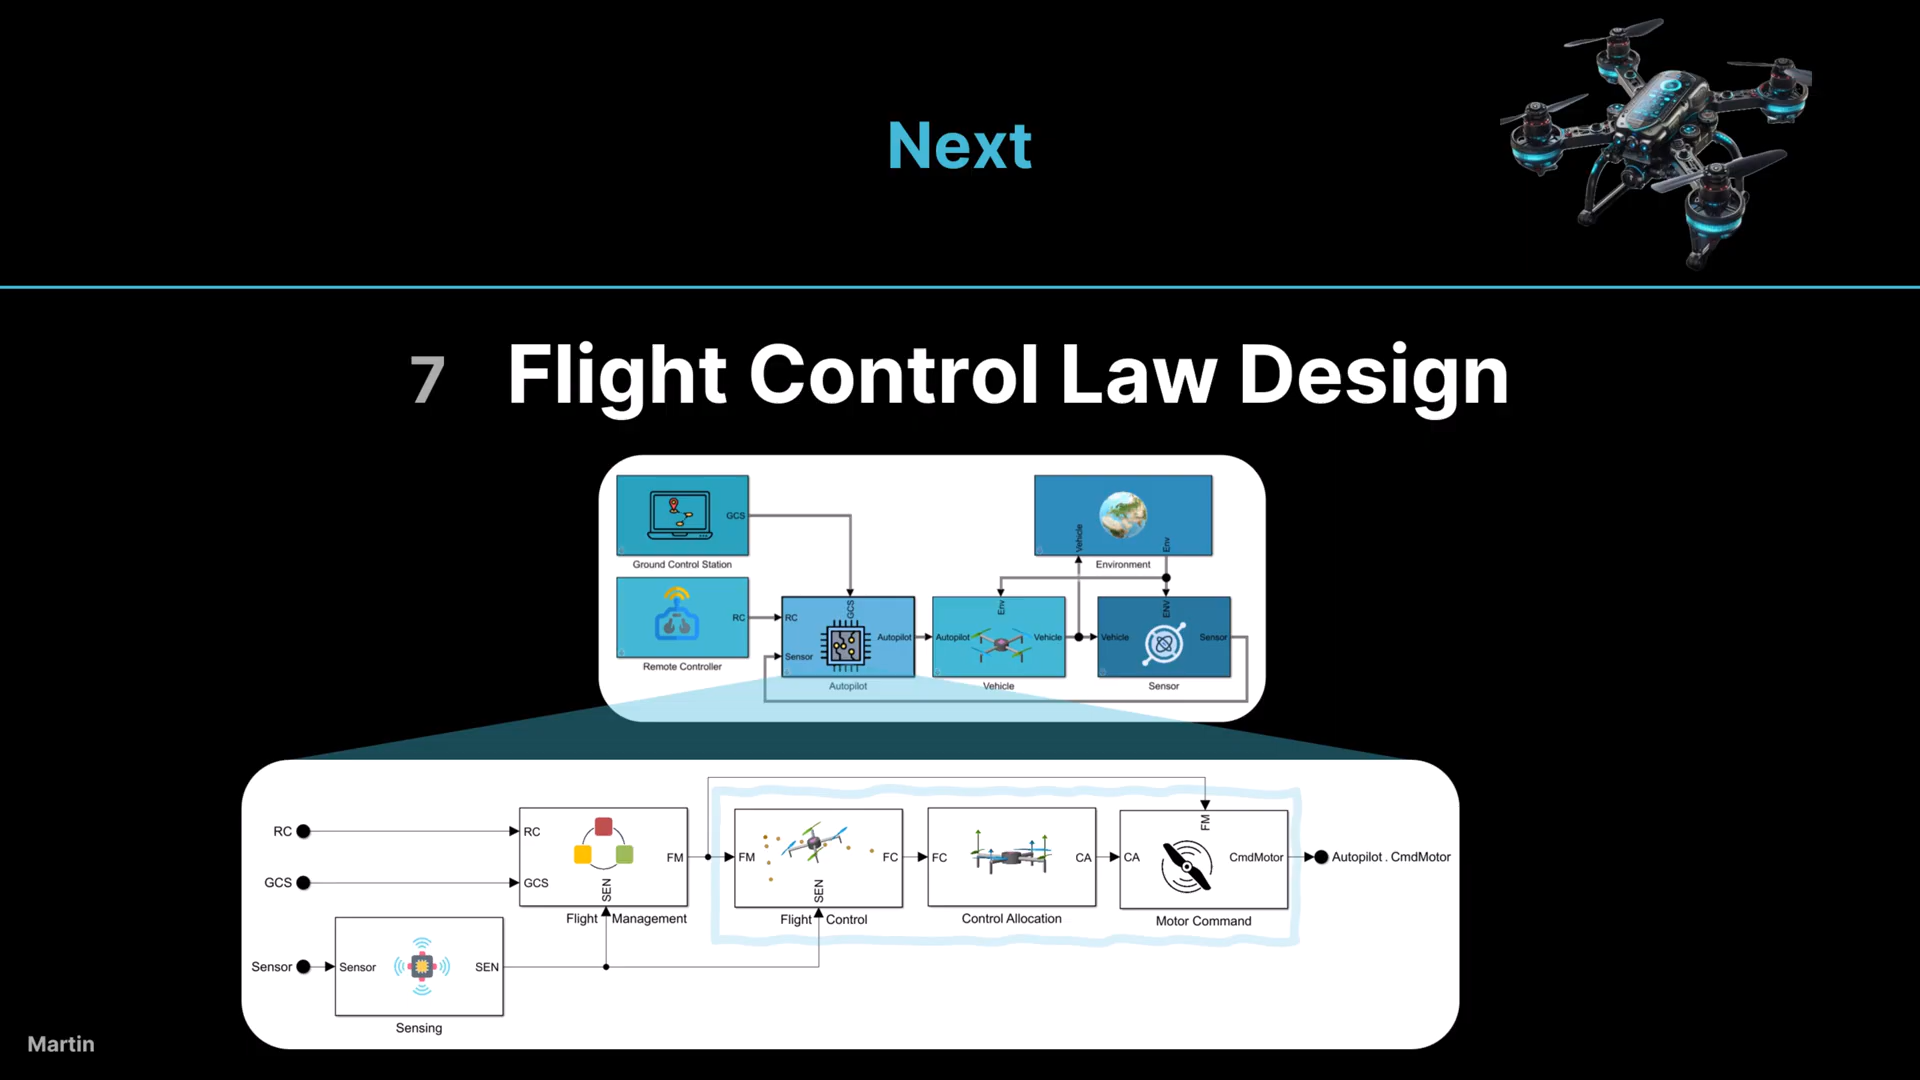 Next
7 Flight Control Law Design
GCS
Ground Control Station
RC
Remote Controller
RC
GCS
Sensor
Autopilot
Autopilot
Autopilot
Env
Vehicle
Vehicle
Vehicle
Env
Environment
Vehicle
ENV
Sensor
Sensor
RC
GCS
Sensor
Sensor
SEN
Sensing
RC
GCS
SEN
FM
Flight Management
FM
SEN
FC
Flight Control
FC
CA
Control Allocation
CA
FM
CmdMotor
Motor Command
Autopilot . CmdMotor
Martin